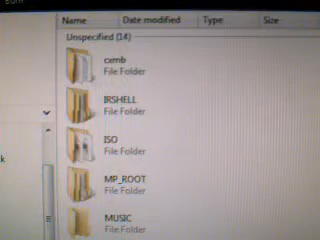 Name Date modified Type Size
Unspecified (14)
cxmb
File Folder
IRSHELL
File Folder
ISO
File Folder
MP_ROOT
File Folder
MUSIC
File Folder